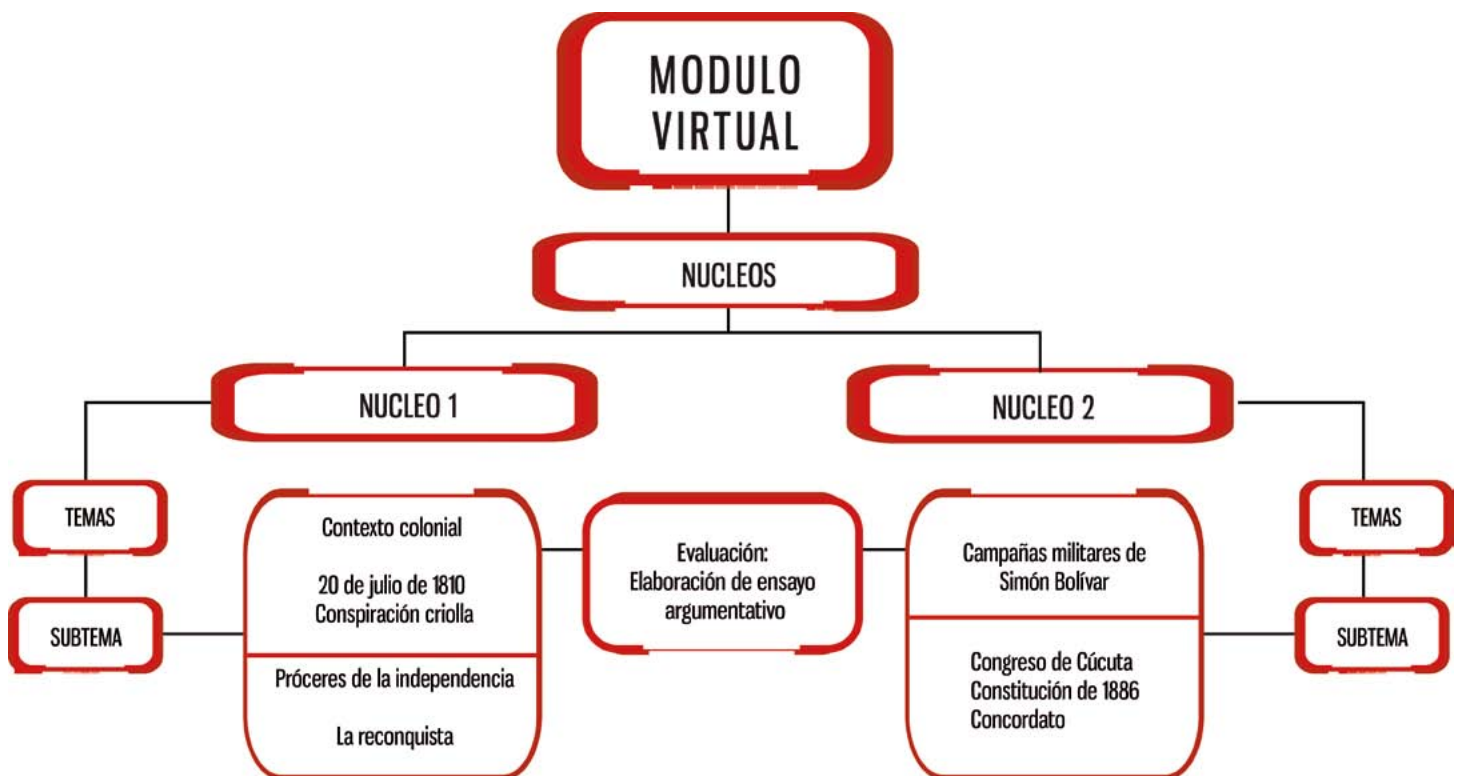 MODULO
VIRTUAL
NUCLEOS
NUCLEO 1
NUCLEO 2
TEMAS
SUBTEMA
Contexto colonial
20 de julio de 1810
Conspiración criolla
Próceres de la independencia
La reconquista
Evaluación:
Elaboración de ensayo
argumentativo
Campañas militares de
Simón Bolívar
Congreso de Cúcuta
Constitución de 1886
Concordato
TEMAS
SUBTEMA